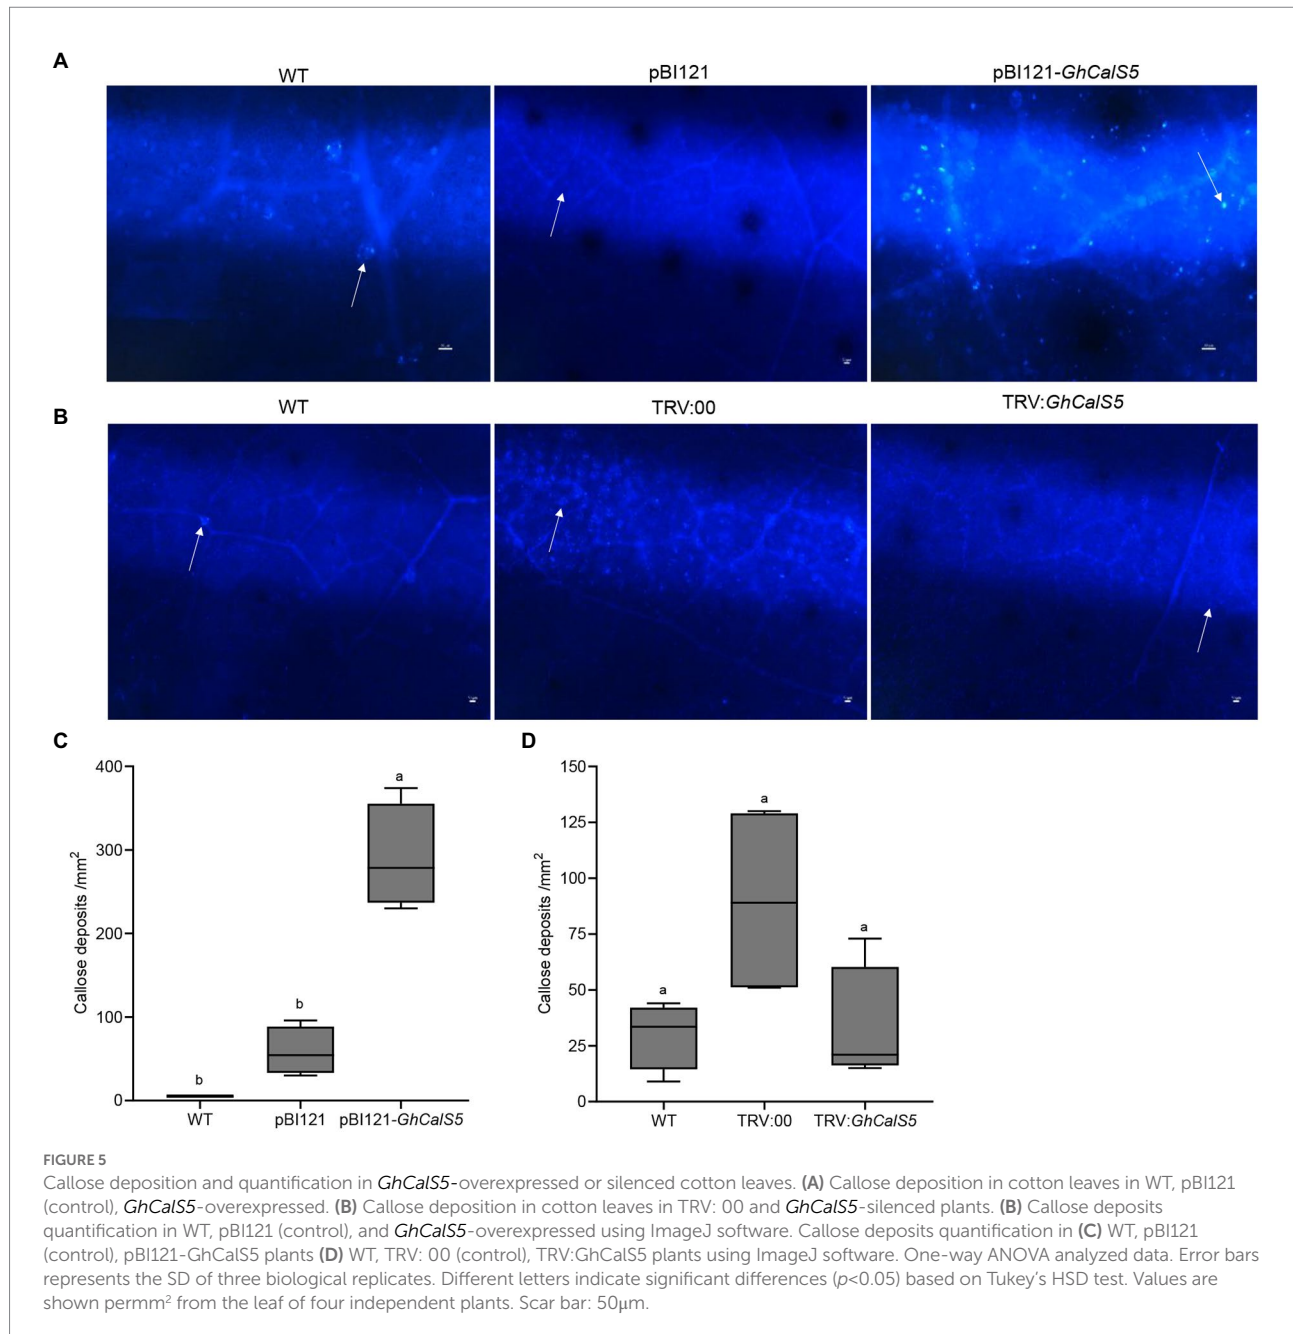 A
WT
pBI121
pBI121-GhCalS5
B
WT
TRV:00
TRV:GhCalS5
C
D
400
300
200
100
0
Callose deposits /mm²
a
b
b
WT
pBI121
pBI121-GhCalS5
150
125
100
75
50
25
0
Callose deposits /mm²
a
a
a
WT
TRV:00
TRV:GhCalS5
FIGURE 5
Callose deposition and quantification in GhCalS5-overexpressed or silenced cotton leaves. (A) Callose deposition in cotton leaves in WT, pBI121
(control), GhCalS5-overexpressed. (B) Callose deposition in cotton leaves in TRV: 00 and GhCalS5-silenced plants. (B) Callose deposits
quantification in WT, pBI121 (control), and GhCalS5-overexpressed using ImageJ software. Callose deposits quantification in (C) WT, pBI121
(control), pBI121-GhCalS5 plants (D) WT, TRV: 00 (control), TRV:GhCalS5 plants using ImageJ software. One-way ANOVA analyzed data. Error bars
represents the SD of three biological replicates. Different letters indicate significant differences (p<0.05) based on Tukey's HSD test. Values are
shown permm² from the leaf of four independent plants. Scar bar: 50μm.